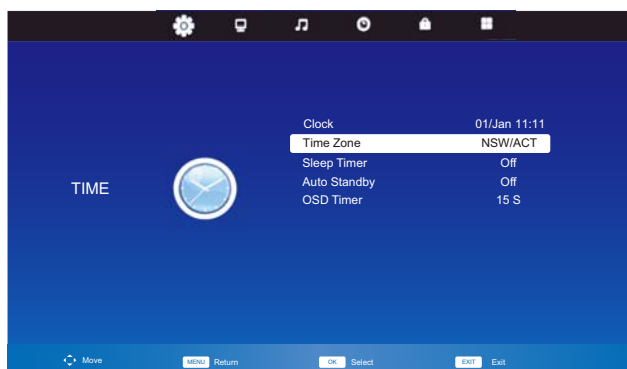 Clock 01/Jan 11:11
Time Zone NSW/ACT
Sleep Timer Off
Auto Standby Off
OSD Timer 15 S
TIME
Move MENU Return OK Select EXIT Exit